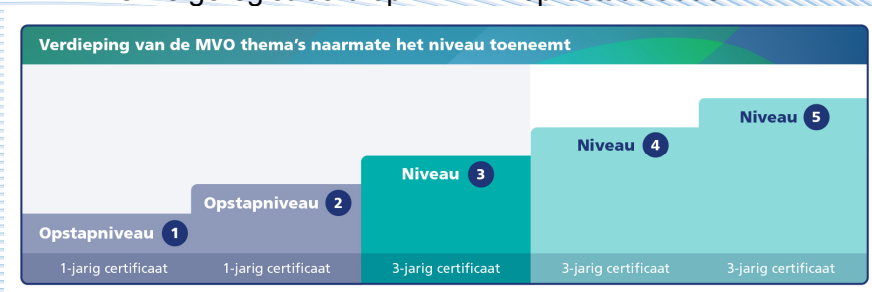 Verdieping van de MVO thema's naarmate het niveau toeneemt
Niveau 5
Niveau 4
Niveau 3
Opstapniveau 2
Opstapniveau 1
1-jarig certificaat
1-jarig certificaat
3-jarig certificaat
3-jarig certificaat
3-jarig certificaat